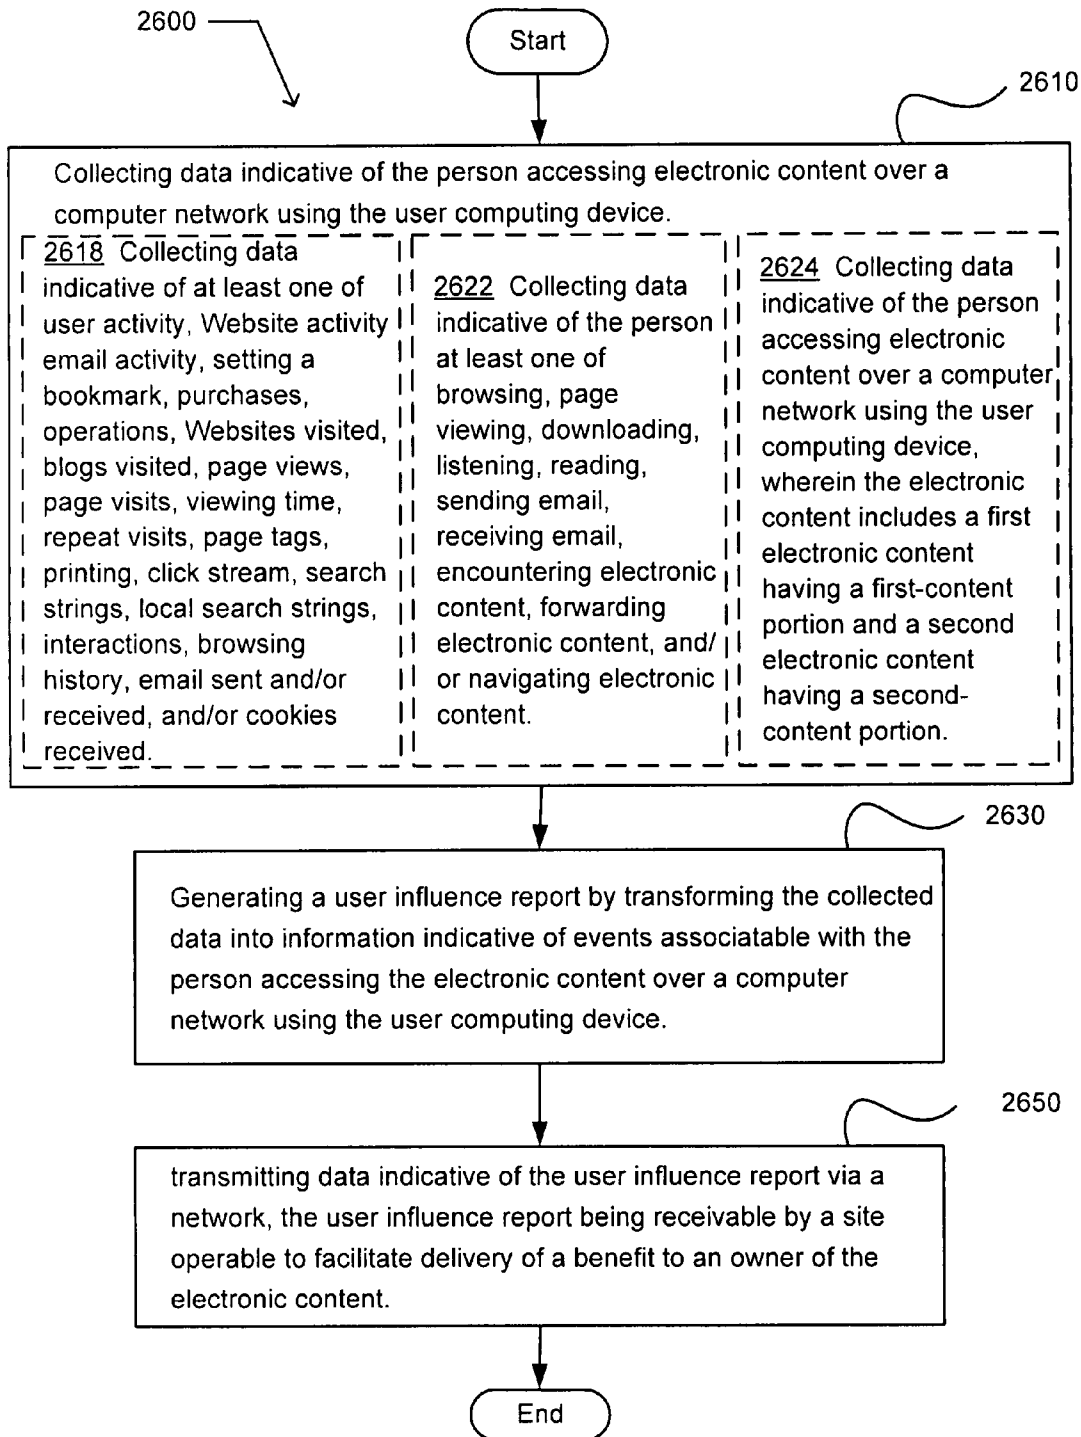 2600
Start
2610
Collecting data indicative of the person accessing electronic content over a
computer network using the user computing device.
2618 Collecting data
indicative of at least one of
user activity, Website activity
email activity, setting a
bookmark, purchases,
operations, Websites visited,
blogs visited, page views,
page visits, viewing time,
repeat visits, page tags,
printing, click stream, search
strings, local search strings,
interactions, browsing
history, email sent and/or
received, and/or cookies
received.
2622 Collecting data
indicative of the person
at least one of
browsing, page
viewing, downloading,
listening, reading,
sending email,
receiving email,
encountering electronic
content, forwarding
electronic content, and/
or navigating electronic
content.
2624 Collecting data
indicative of the person
accessing electronic
content over a computer
network using the user
computing device,
wherein the electronic
content includes a first
electronic content
having a first-content
portion and a second
electronic content
having a second-
content portion.
2630
Generating a user influence report by transforming the collected
data into information indicative of events associatable with the
person accessing the electronic content over a computer
network using the user computing device.
2650
transmitting data indicative of the user influence report via a
network, the user influence report being receivable by a site
operable to facilitate delivery of a benefit to an owner of the
electronic content.
End